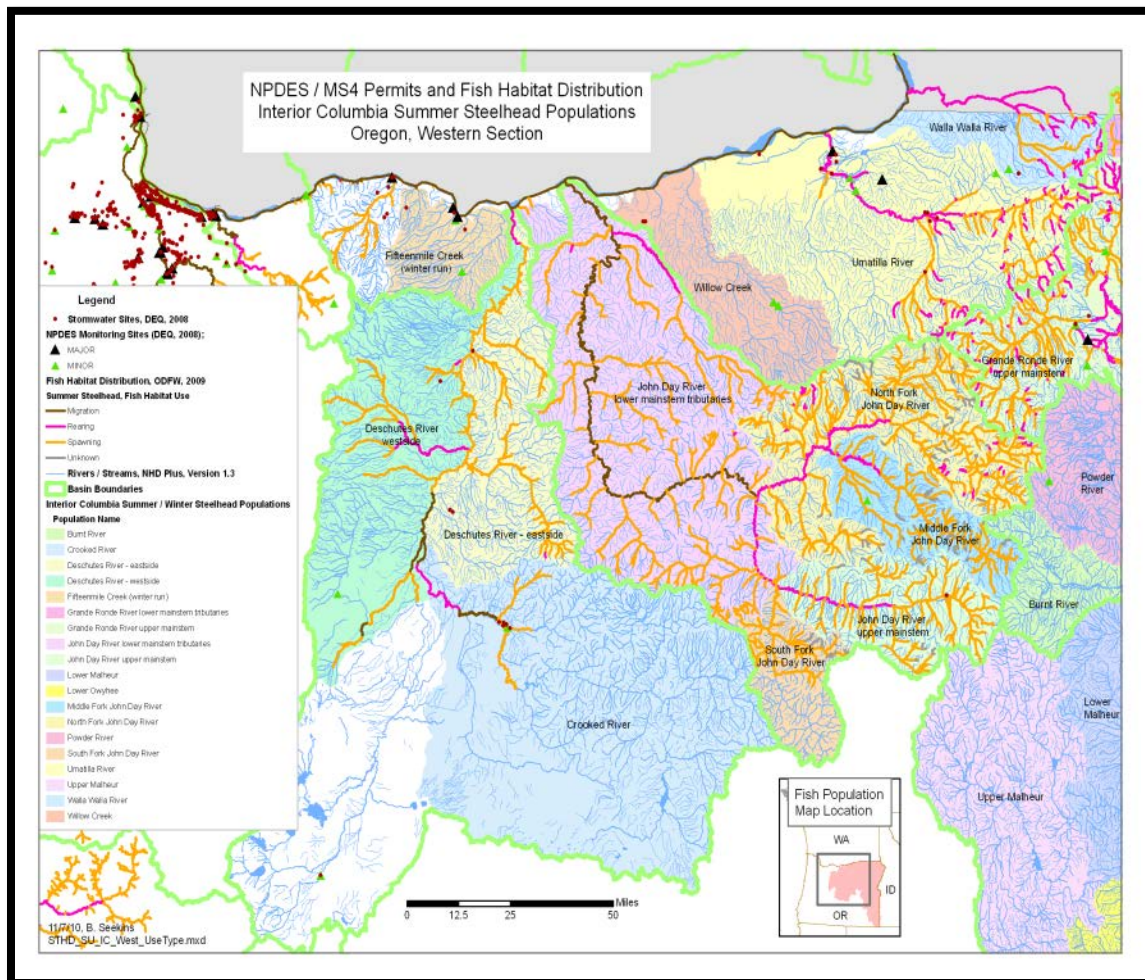 NPDES / MS4 Permits and Fish Habitat Distribution
Interior Columbia Summer Steelhead Populations
Oregon, Western Section
Walla Walla River
Fifteenmile Creek
(winter run)
Umatilla River
Willow Creek
Grande Ronde River
upper mainstem
John Day River
lower mainstem tributaries
North Fork
John Day River
Deschutes River
westside
Powder
River
Deschutes River - eastside
Middle Fork
John Day River
Burnt River
John Day River
upper mainstem
South Fork
John Day River
Lower
Malheur
Crooked River
Upper Malheur
Legend
Stormwater Sites, DEQ, 2008
NPDES Monitoring Sites (DEQ, 2008);
MAJOR
MINOR
Fish Habitat Distribution, ODFW, 2009
Summer Steelhead, Fish Habitat Use
Migration
Rearing
Spawning
Unknown
Rivers / Streams, NHD Plus, Version 1.3
Basin Boundaries
Interior Columbia Summer / Winter Steelhead Populations
Population Name
Burnt River
Crooked River
Deschutes River - eastside
Deschutes River - westside
Fifteenmile Creek (winter run)
Grande Ronde River lower mainstem tributaries
Grande Ronde River upper mainstem
John Day River lower mainstem tributaries
John Day River upper mainstem
Lower Malheur
Lower Owyhee
Middle Fork John Day River
North Fork John Day River
Powder River
South Fork John Day River
Umatilla River
Upper Malheur
Walla Walla River
Willow Creek
Fish Population
Map Location
WA
ID
OR
Miles
0 12.5 25 50
11/7/10, B. Seekins
STHD_SU_IC_West_UseType.mxd